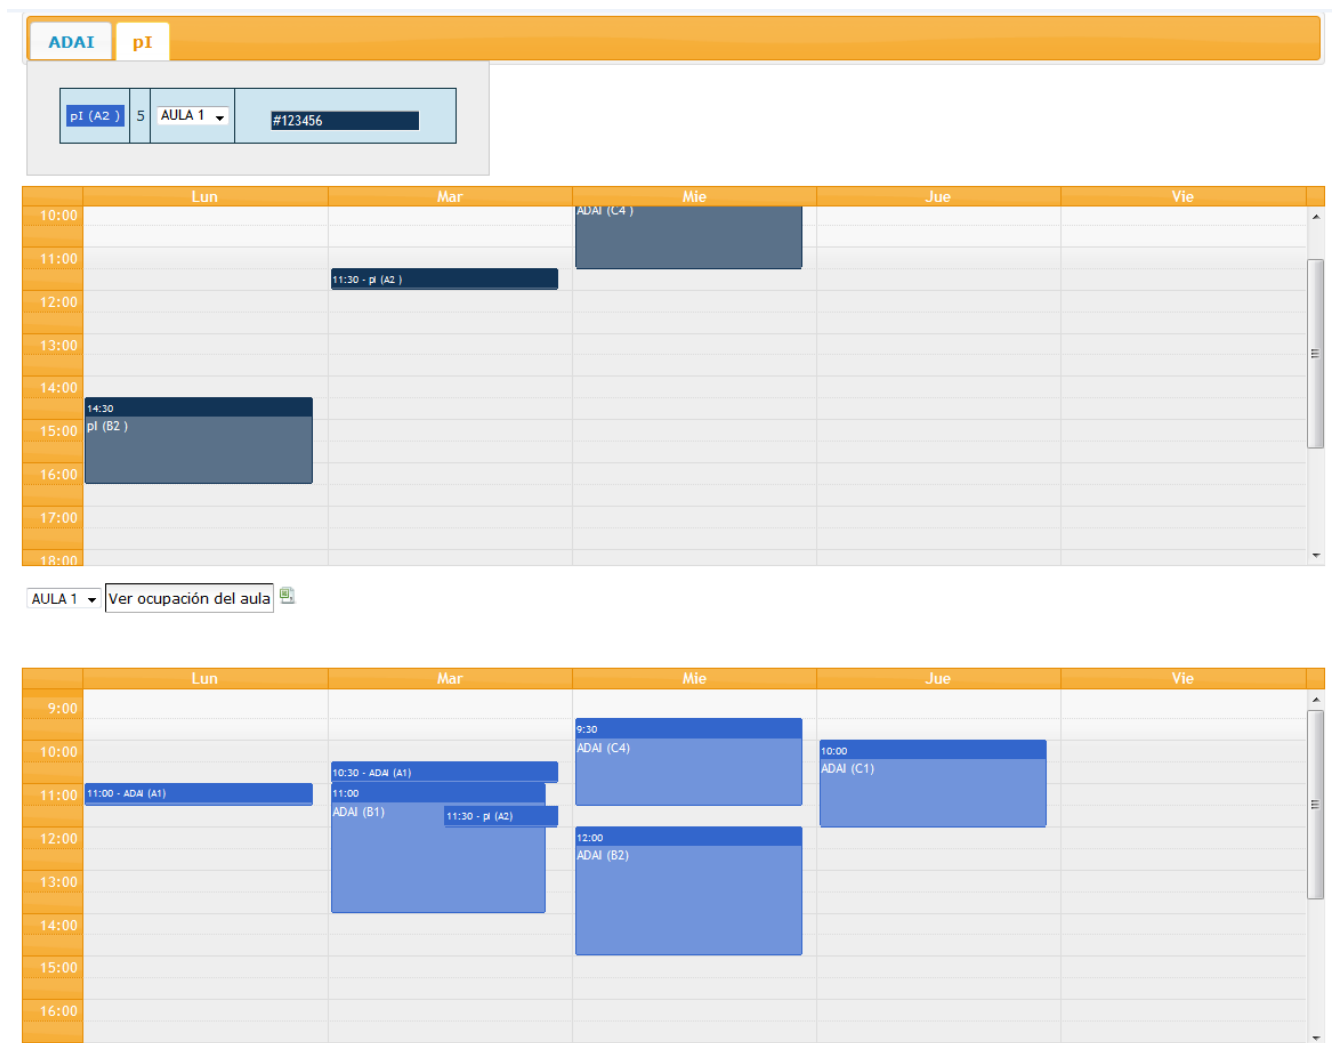 ADAI pI
pI (A2 ) 5 AULA 1 #123456
Lun Mar Mie Jue Vie
10:00 ADAI (C4 )
11:00
11:30 - pI (A2 )
12:00
13:00
14:00
14:30
15:00 pI (B2 )
16:00
17:00
18:00
AULA 1 Ver ocupación del aula
Lun Mar Mie Jue Vie
9:00
9:30
10:00 ADAI (C4) 10:00
10:30 - ADAI (A1) ADAI (C1)
11:00 11:00 - ADAI (A1) 11:00
ADAI (B1) 11:30 - pI (A2)
12:00 12:00
ADAI (B2)
13:00
14:00
15:00
16:00